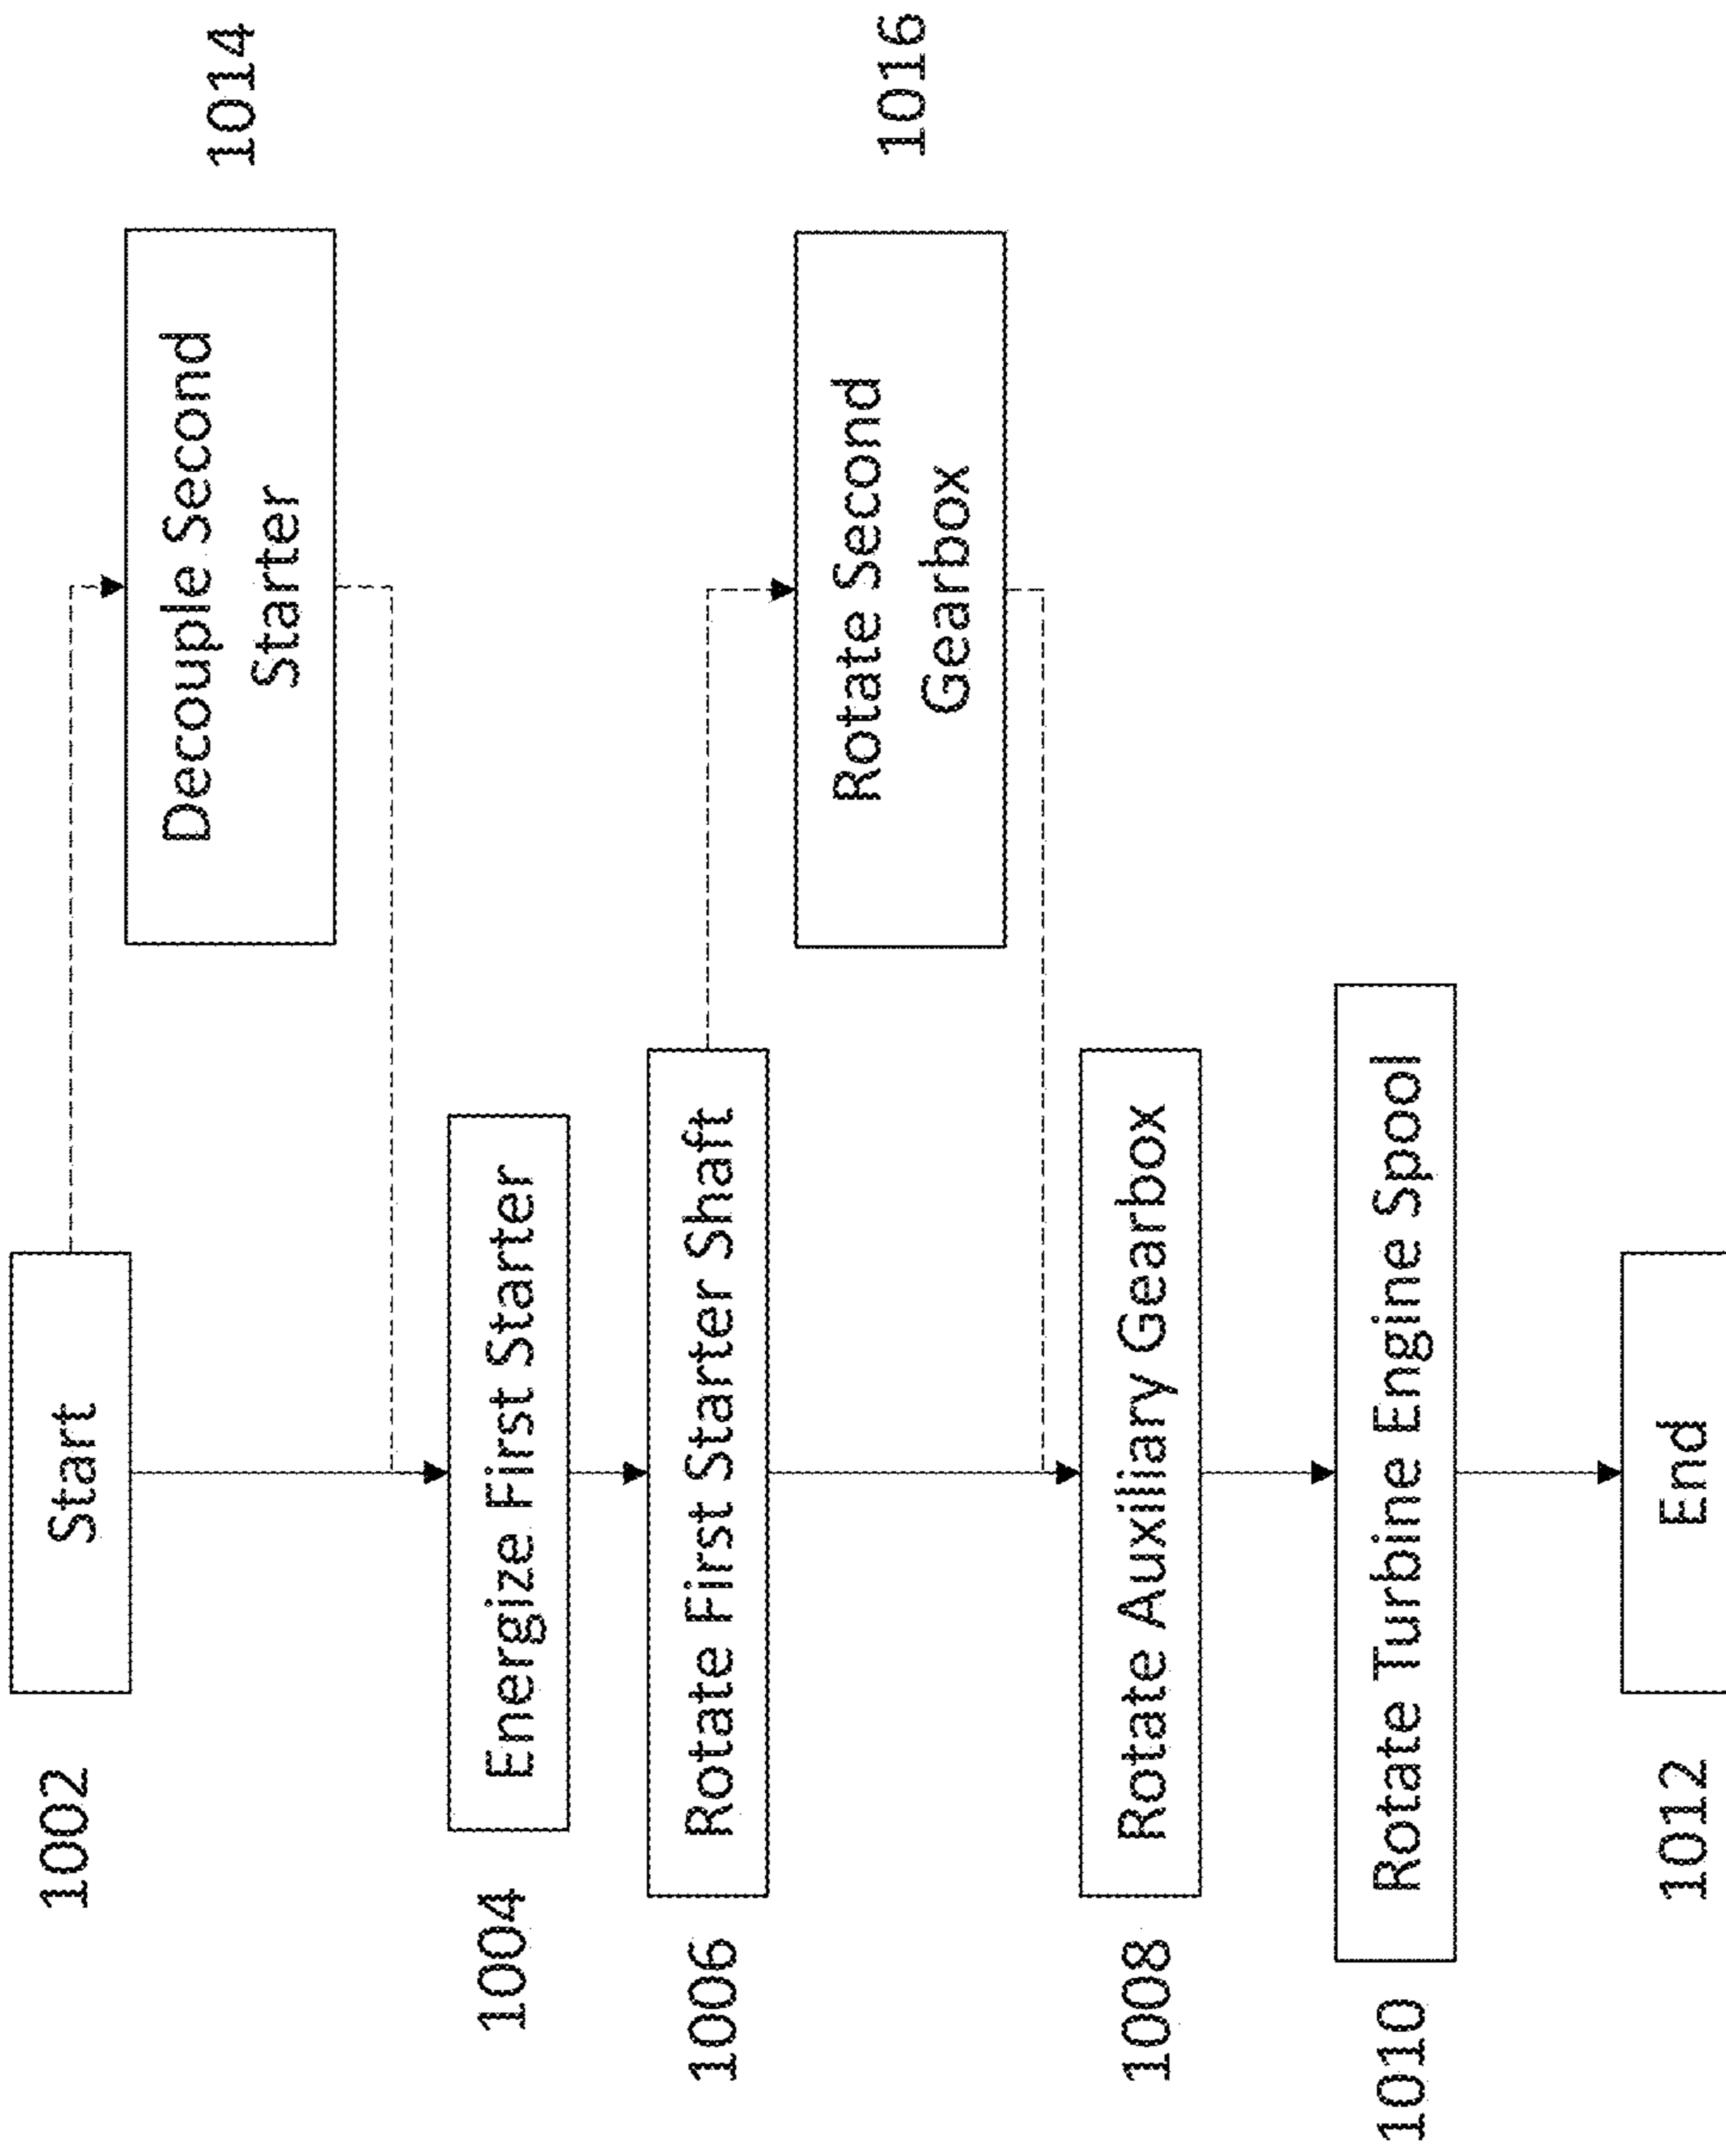 1002
Start
Decouple Second
Starter
1014
1004
Energize First Starter
1006
Rotate First Starter Shaft
Rotate Second
Gearbox
1016
1008
Rotate Auxiliary Gearbox
1010
Rotate Turbine Engine Spool
1012
End